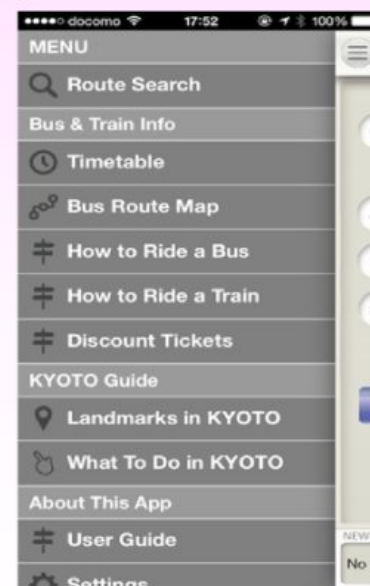 docomo 17:52 100%
MENU
Route Search
Bus & Train Info
Timetable
Bus Route Map
How to Ride a Bus
How to Ride a Train
Discount Tickets
KYOTO Guide
Landmarks in KYOTO
What To Do in KYOTO
About This App
User Guide
NEW
Settings
No